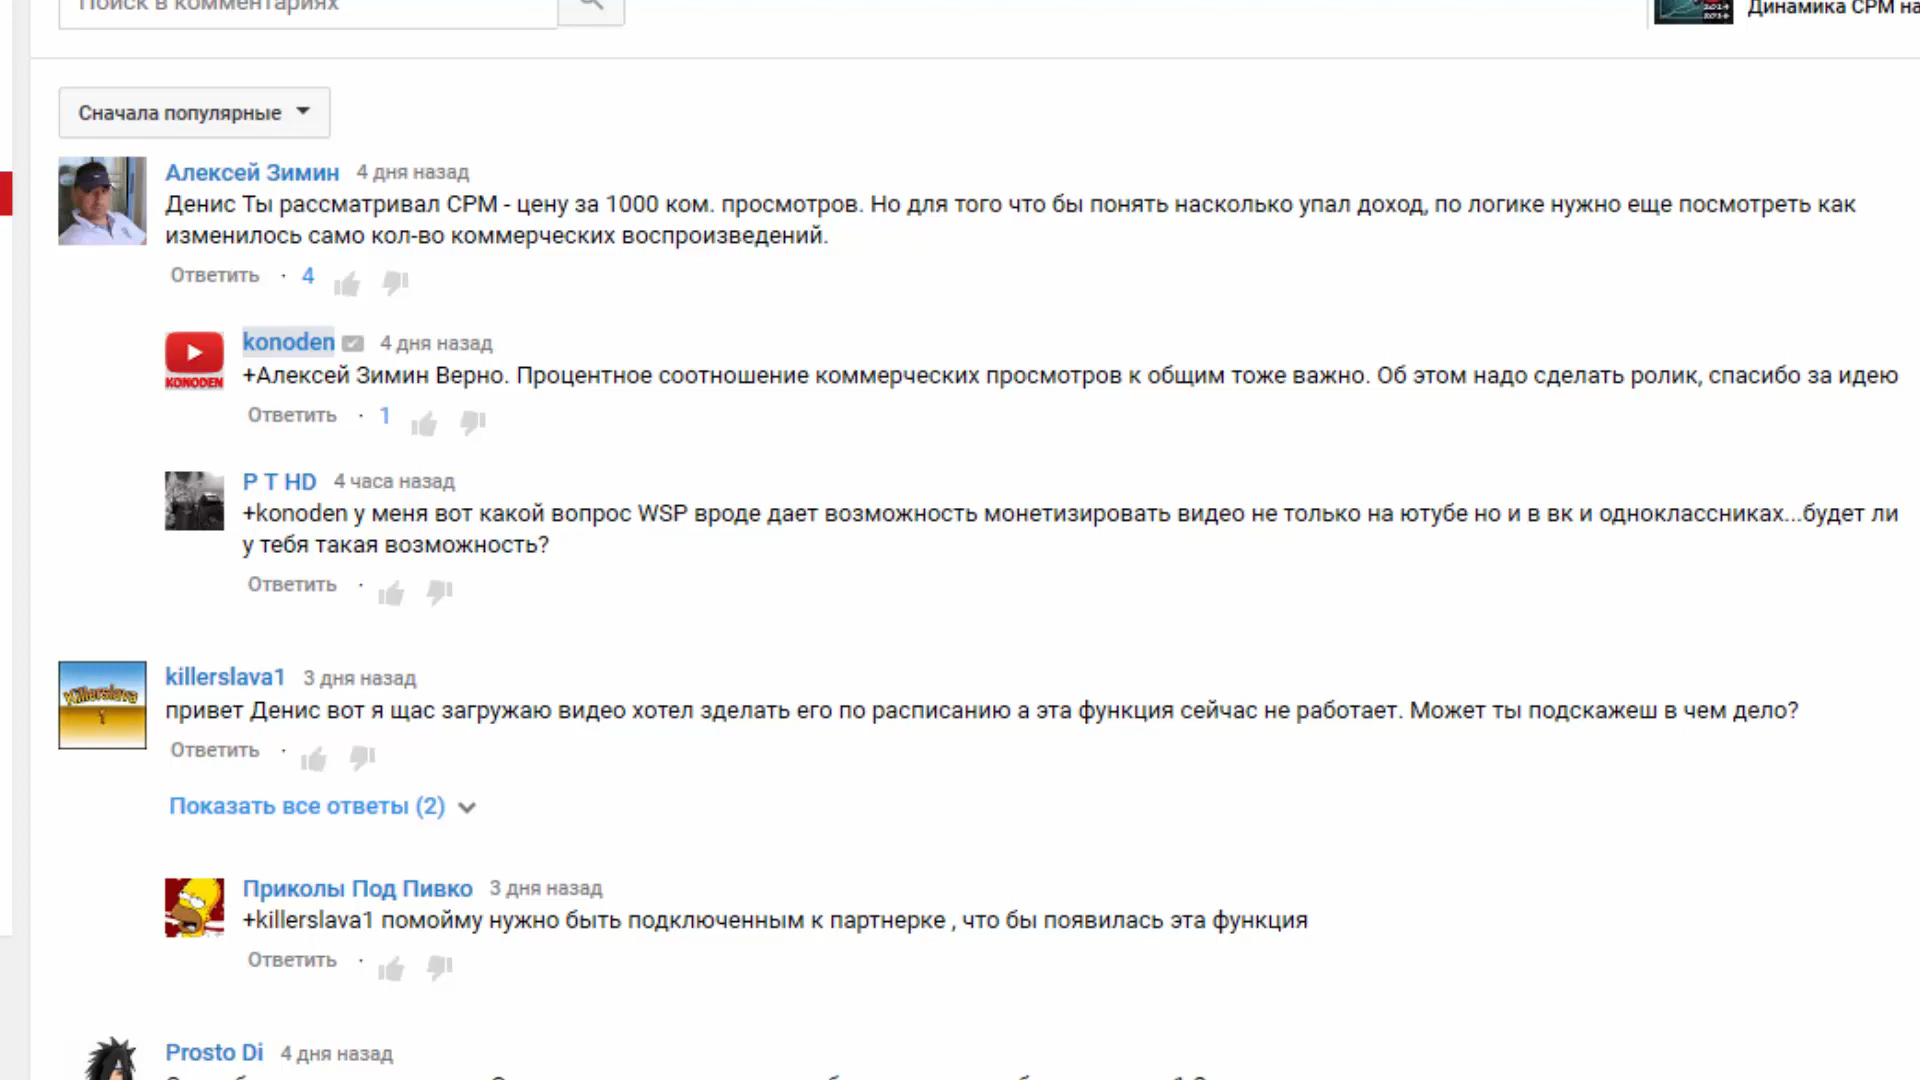 Поиск в комментариях
Динамика CPM на
Сначала популярные
Алексей Зимин 4 дня назад
Денис Ты рассматривал CPM - цену за 1000 ком. просмотров. Но для того что бы понять насколько упал доход, по логике нужно еще посмотреть как
изменилось само кол-во коммерческих воспроизведений.
Ответить · 4
konoden 4 дня назад
KONODEN
+Алексей Зимин Верно. Процентное соотношение коммерческих просмотров к общим тоже важно. Об этом надо сделать ролик, спасибо за идею
Ответить · 1
P T HD 4 часа назад
+konoden у меня вот какой вопрос WSP вроде дает возможность монетизировать видео не только на ютубе но и в вк и одноклассниках...будет ли
у тебя такая возможность?
Ответить ·
killerslava1 3 дня назад
Killerslava
1
привет Денис вот я щас загружаю видео хотел зделать его по расписанию а эта функция сейчас не работает. Может ты подскажеш в чем дело?
Ответить ·
Показать все ответы (2)
Приколы Под Пивко 3 дня назад
+killerslava1 помойму нужно быть подключенным к партнерке , что бы появилась эта функция
Ответить ·
Prosto Di 4 дня назад